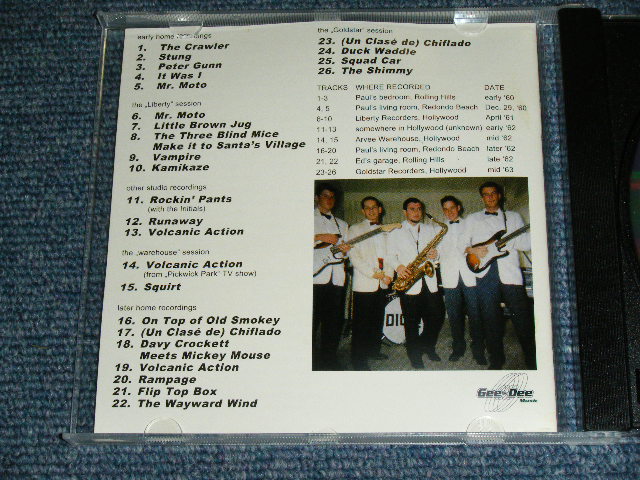 early home recordings
1. The Crawler
2. Stung
3. Peter Gunn
4. It Was I
5. Mr. Moto
the „Liberty" session
6. Mr. Moto
7. Little Brown Jug
8. The Three Blind Mice
Make it to Santa's Village
9. Vampire
10. Kamikaze
other studio recordings
11. Rockin' Pants
(with the Initials)
12. Runaway
13. Volcanic Action
the „warehouse" session
14. Volcanic Action
(from „Pickwick Park" TV show)
15. Squirt
later home recordings
16. On Top of Old Smokey
17. (Un Clasé de) Chiflado
18. Davy Crockett
Meets Mickey Mouse
19. Volcanic Action
20. Rampage
21. Flip Top Box
22. The Wayward Wind
the „Goldstar" session
23. (Un Clasé de) Chiflado
24. Duck Waddle
25. Squad Car
26. The Shimmy
TRACKS WHERE RECORDED DATE
1-3 Paul's bedroom, Rolling Hills early '60
4, 5 Paul's living room, Redondo Beach Dec. 29, '60
6-10 Liberty Recorders, Hollywood April '61
11-13 somewhere in Hollywood (unknown) early '62
14, 15 Arvee Warehouse, Hollywood mid '62
16-20 Paul's living room, Redondo Beach later '62
21, 22 Ed's garage, Rolling Hills late '62
23-26 Goldstar Recorders, Hollywood mid '63
DIO
Gee-Dee
Music